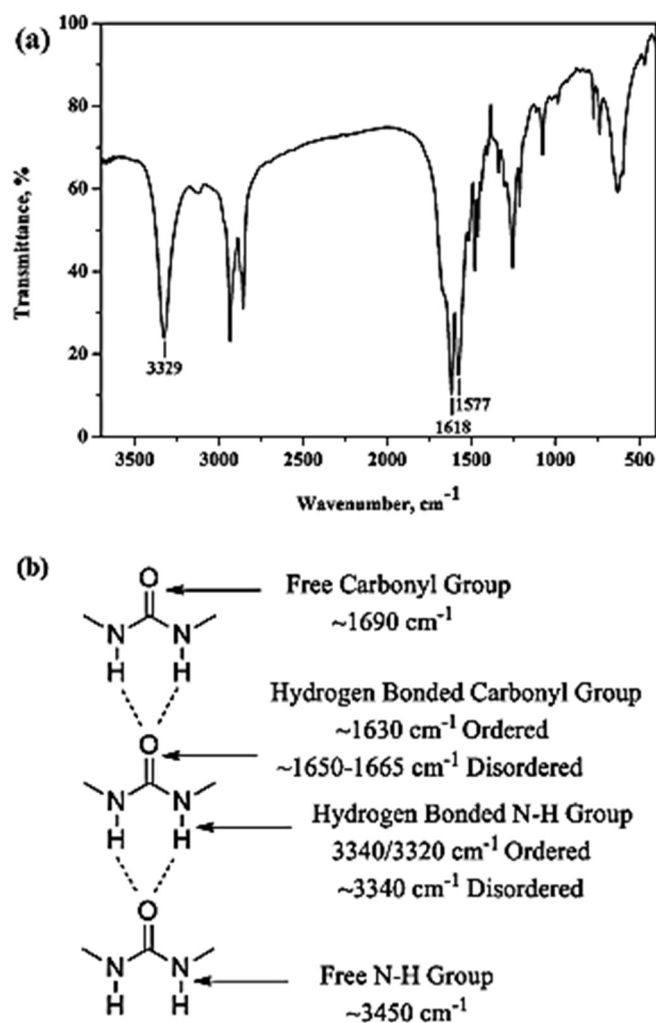 (a)
100
80
60
40
20
0
Transmittance, %
3329
1577
1618
3500 3000 2500 2000 1500 1000 500
Wavenumber, cm⁻¹
(b)
O
N N
H H
Free Carbonyl Group
~1690 cm⁻¹
Hydrogen Bonded Carbonyl Group
~1630 cm⁻¹ Ordered
~1650-1665 cm⁻¹ Disordered
O
N N
H H
Hydrogen Bonded N-H Group
3340/3320 cm⁻¹ Ordered
~3340 cm⁻¹ Disordered
O
N N
H H
Free N-H Group
~3450 cm⁻¹